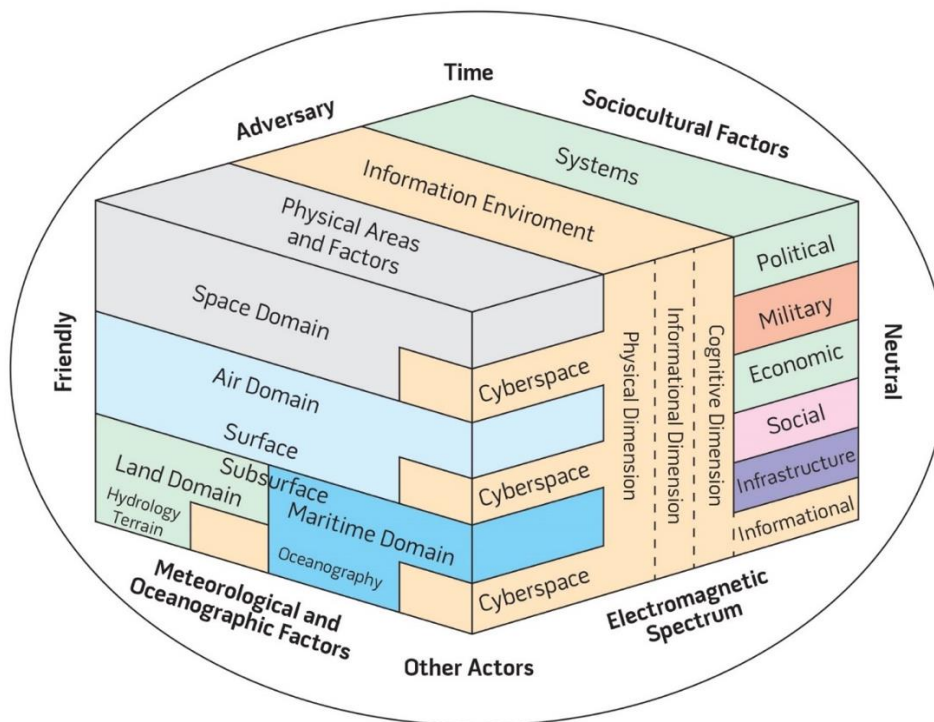 Time
Adversary
Sociocultural Factors
Systems
Information Enviroment
Physical Areas
and Factors
Space Domain
Air Domain
Surface
Subsurface
Land Domain
Hydrology
Terrain
Maritime Domain
Oceanography
Cyberspace
Cyberspace
Cyberspace
Physical Dimension
Informational Dimension
Cognitive Dimension
Political
Military
Economic
Social
Infrastructure
Informational
Friendly
Neutral
Meteorological and
Oceanographic Factors
Electromagnetic
Spectrum
Other Actors